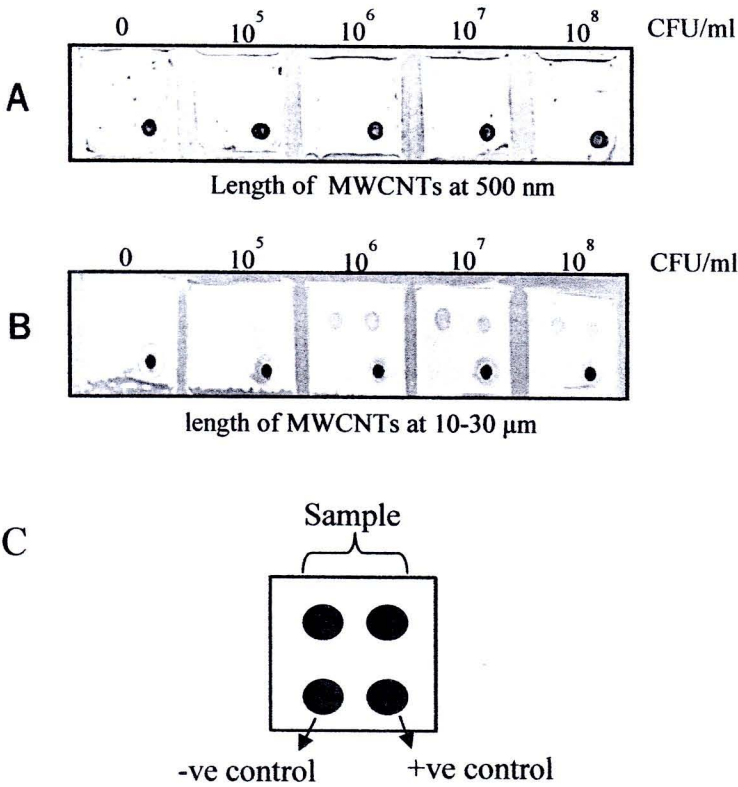 0 10^5 10^6 10^7 10^8 CFU/ml
A
Length of MWCNTs at 500 nm
0 10^5 10^6 10^7 10^8 CFU/ml
B
length of MWCNTs at 10-30 µm
C
Sample
-ve control +ve control